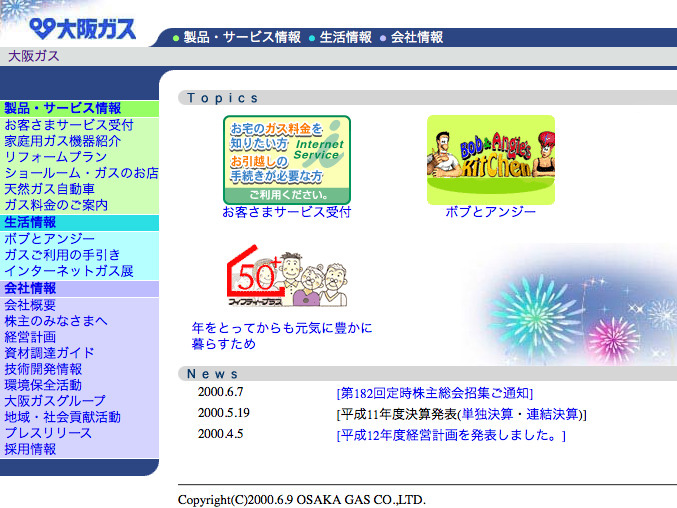 大阪ガス
製品・サービス情報 生活情報 会社情報
大阪ガス
製品・サービス情報
お客さまサービス受付
家庭用ガス機器紹介
リフォームプラン
ショールーム・ガスのお店
天然ガス自動車
ガス料金のご案内
生活情報
ボブとアンジー
ガスご利用の手引き
インターネットガス展
会社情報
会社概要
株主のみなさまへ
経営計画
資材調達ガイド
技術開発情報
環境保全活動
大阪ガスグループ
地域・社会貢献活動
プレスリリース
採用情報
Topics
お宅のガス料金を
知りたい方
Internet
Service
お引越しの
手続きが必要な方
ご利用ください。
お客さまサービス受付
Bob & Angie's
Kitchen
ボブとアンジー
50+
フィフティープラス
年をとってからも元気に豊かに
暮らすため
News
2000.6.7 [第182回定時株主総会招集ご通知]
2000.5.19 [平成11年度決算発表(単独決算・連結決算)]
2000.4.5 [平成12年度経営計画を発表しました。]
Copyright(C)2000.6.9 OSAKA GAS CO.,LTD.